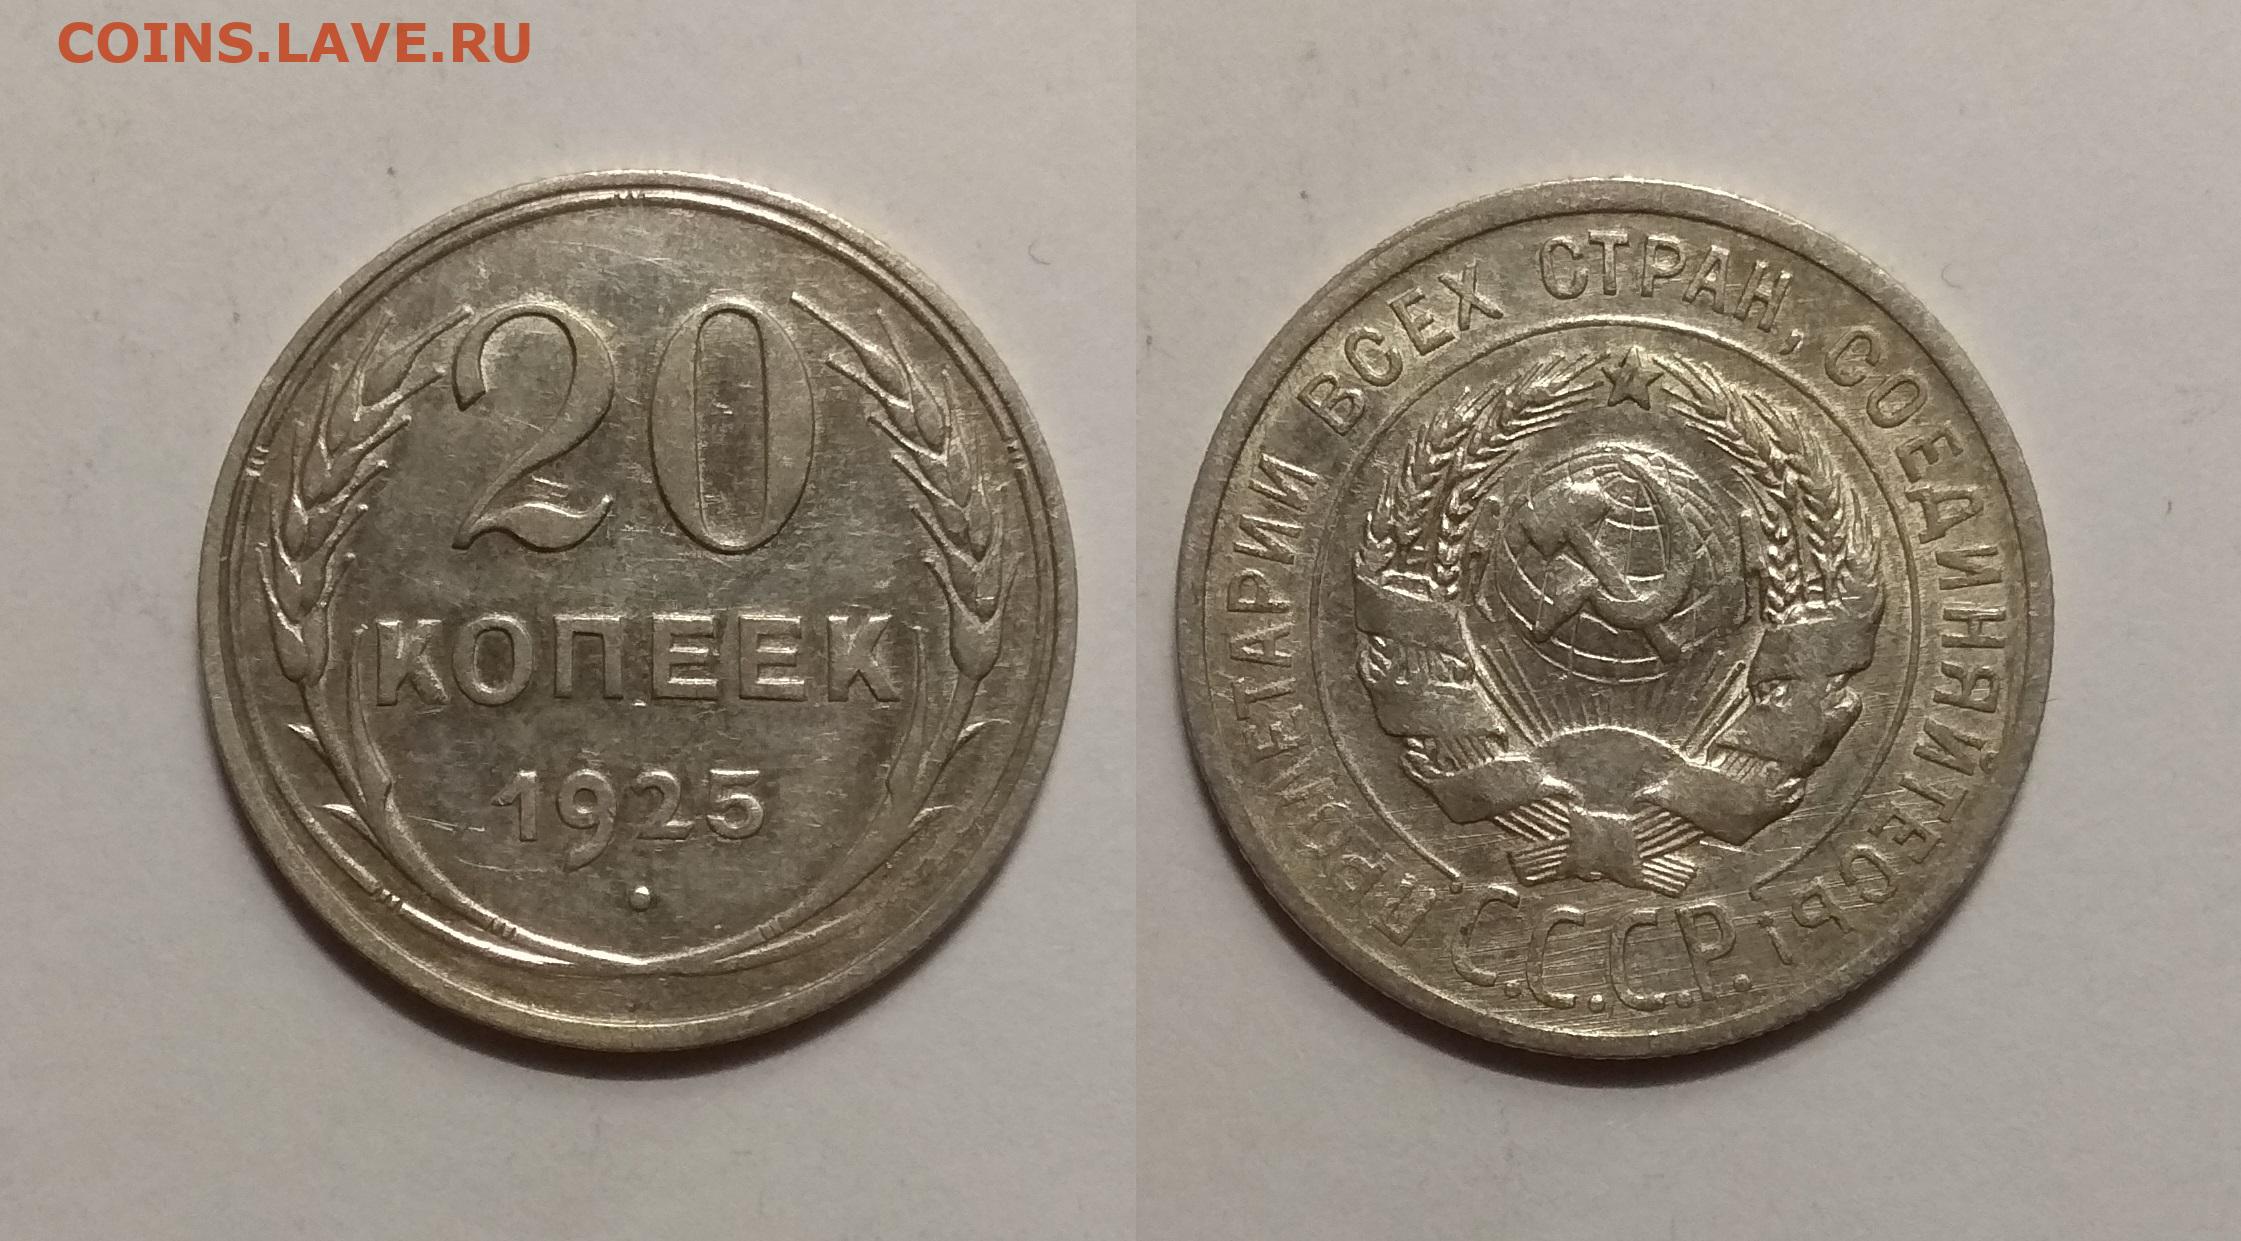 COINS.LAVE.RU
20
КОПЕЕК
1925
ПРОЛЕТАРИИ ВСЕХ СТРАН, СОЕДИНЯЙТЕСЬ!
С.С.С.Р.